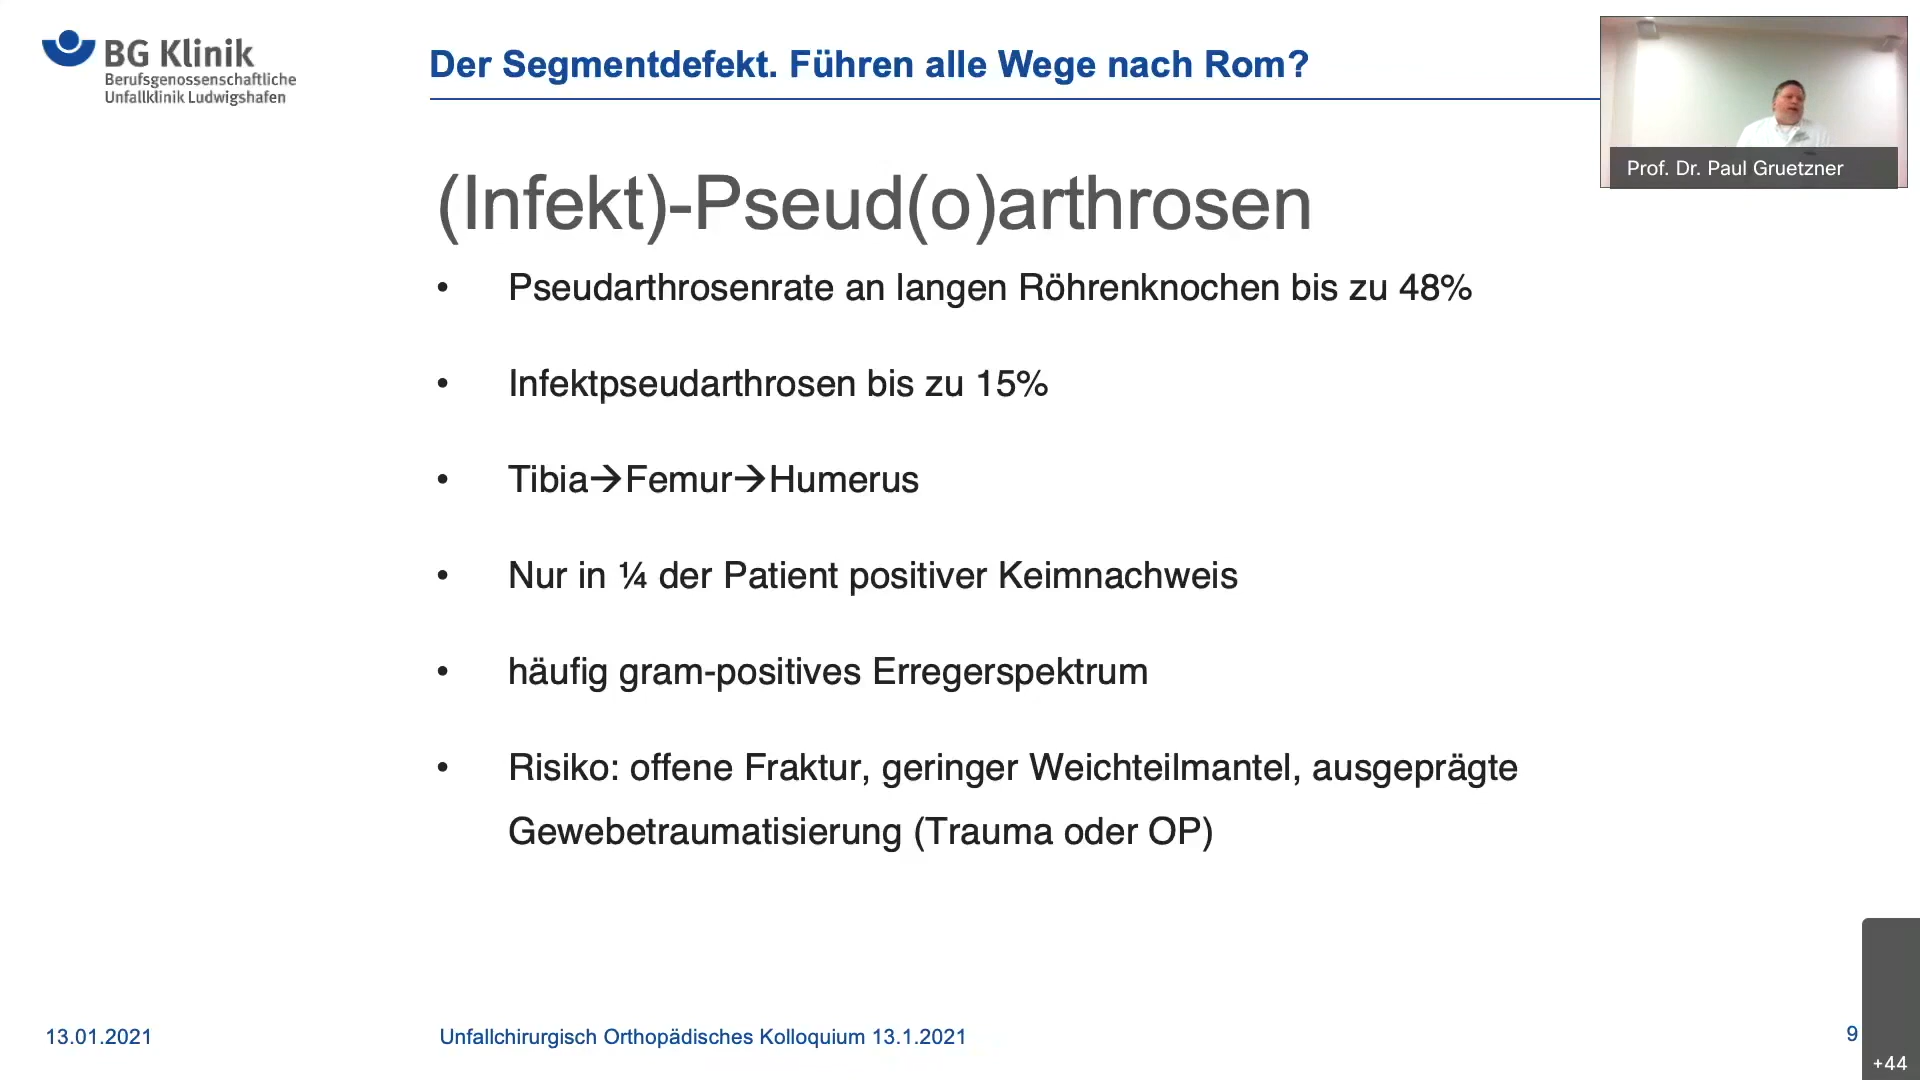 BG Klinik
Berufsgenossenschaftliche
Unfallklinik Ludwigshafen
Der Segmentdefekt. Führen alle Wege nach Rom?
Prof. Dr. Paul Gruetzner
(Infekt)-Pseud(o)arthrosen
• Pseudarthrosenrate an langen Röhrenknochen bis zu 48%
• Infektpseudarthrosen bis zu 15%
• Tibia→Femur→Humerus
• Nur in ¼ der Patient positiver Keimnachweis
• häufig gram-positives Erregerspektrum
• Risiko: offene Fraktur, geringer Weichteilmantel, ausgeprägte
Gewebetraumatisierung (Trauma oder OP)
13.01.2021
Unfallchirurgisch Orthopädisches Kolloquium 13.1.2021
9
+44